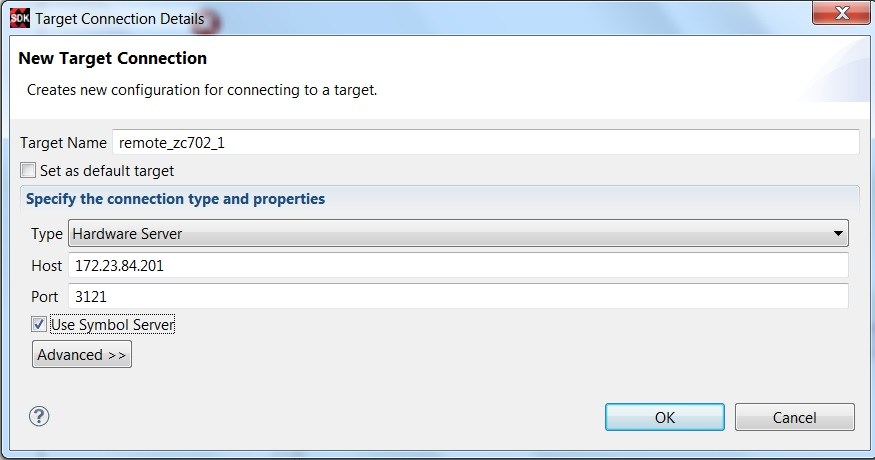 SDK Target Connection Details
New Target Connection
Creates new configuration for connecting to a target.
Target Name remote_zc702_1
Set as default target
Specify the connection type and properties
Type Hardware Server
Host 172.23.84.201
Port 3121
Use Symbol Server
Advanced >>
? OK Cancel